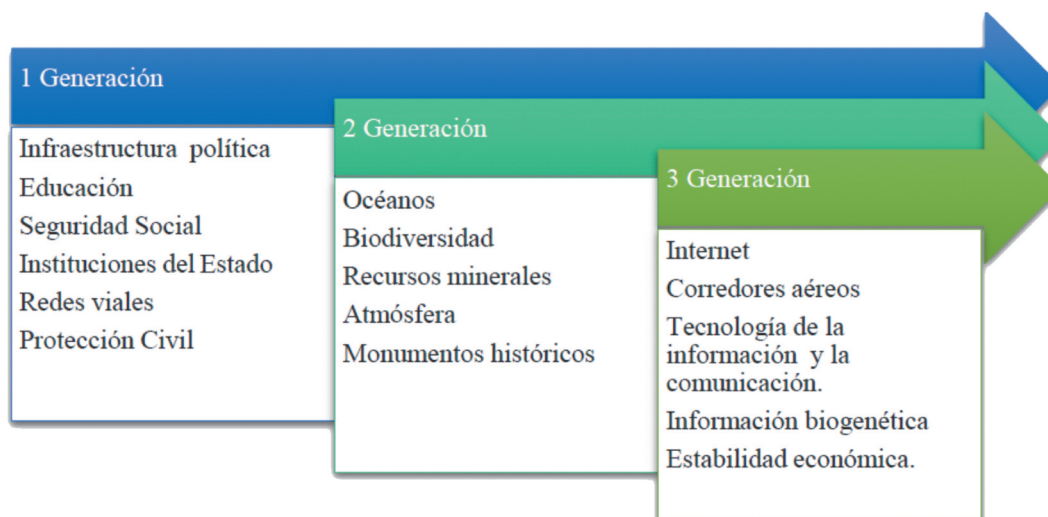 1 Generación
Infraestructura política
Educación
Seguridad Social
Instituciones del Estado
Redes viales
Protección Civil
2 Generación
Océanos
Biodiversidad
Recursos minerales
Atmósfera
Monumentos históricos
3 Generación
Internet
Corredores aéreos
Tecnología de la
información y la
comunicación.
Información biogenética
Estabilidad económica.